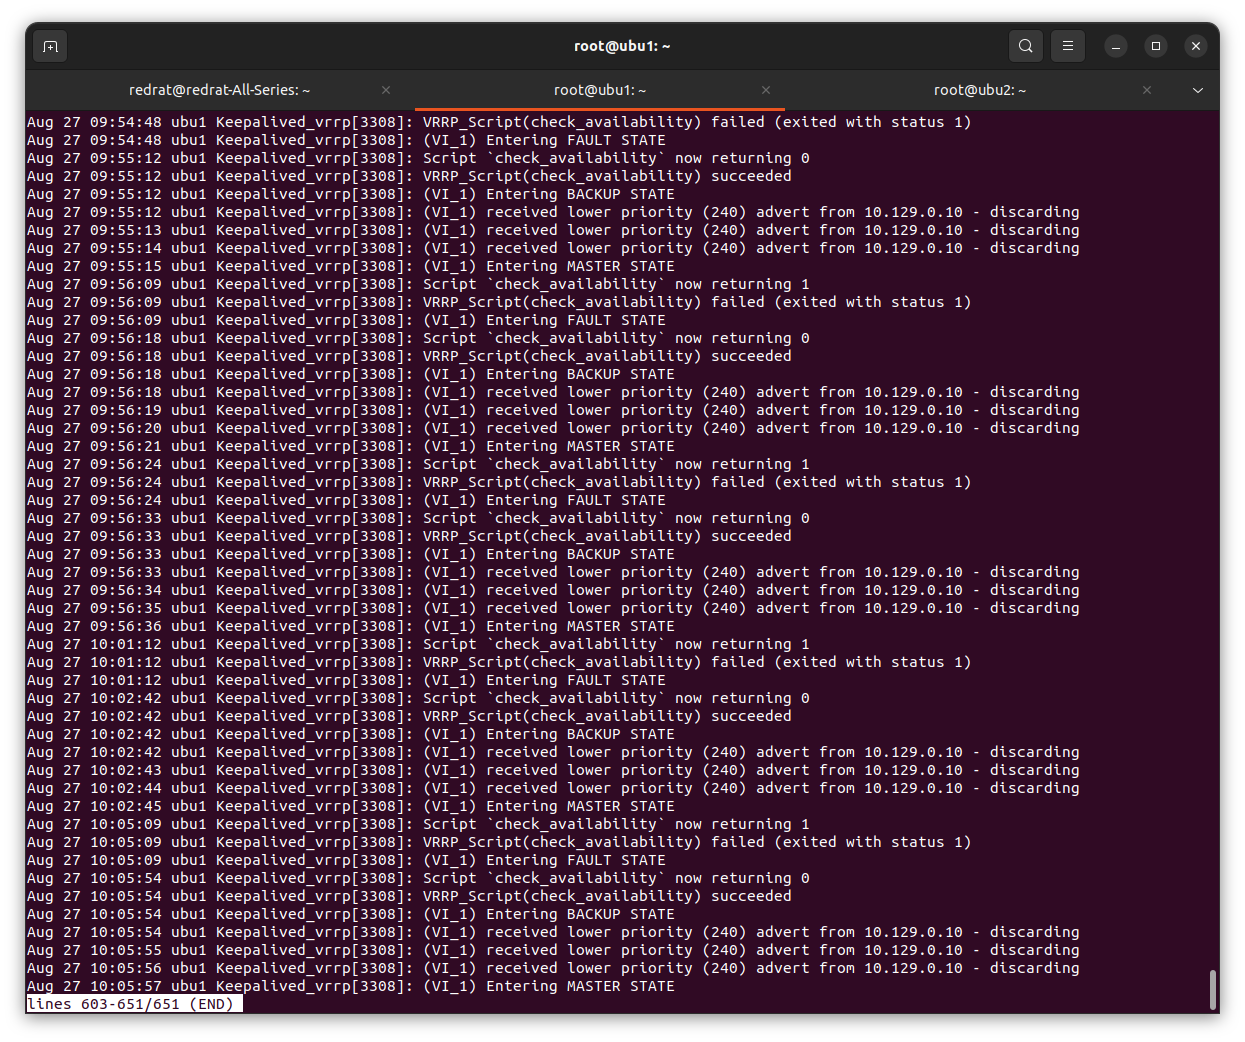 root@ubu1: ~
redrat@redrat-All-Series: ~
root@ubu1: ~
root@ubu2: ~
Aug 27 09:54:48 ubu1 Keepalived_vrrp[3308]: VRRP_Script(check_availability) failed (exited with status 1)
Aug 27 09:54:48 ubu1 Keepalived_vrrp[3308]: (VI_1) Entering FAULT STATE
Aug 27 09:55:12 ubu1 Keepalived_vrrp[3308]: Script `check_availability` now returning 0
Aug 27 09:55:12 ubu1 Keepalived_vrrp[3308]: VRRP_Script(check_availability) succeeded
Aug 27 09:55:12 ubu1 Keepalived_vrrp[3308]: (VI_1) Entering BACKUP STATE
Aug 27 09:55:12 ubu1 Keepalived_vrrp[3308]: (VI_1) received lower priority (240) advert from 10.129.0.10 - discarding
Aug 27 09:55:13 ubu1 Keepalived_vrrp[3308]: (VI_1) received lower priority (240) advert from 10.129.0.10 - discarding
Aug 27 09:55:14 ubu1 Keepalived_vrrp[3308]: (VI_1) received lower priority (240) advert from 10.129.0.10 - discarding
Aug 27 09:55:15 ubu1 Keepalived_vrrp[3308]: (VI_1) Entering MASTER STATE
Aug 27 09:56:09 ubu1 Keepalived_vrrp[3308]: Script `check_availability` now returning 1
Aug 27 09:56:09 ubu1 Keepalived_vrrp[3308]: VRRP_Script(check_availability) failed (exited with status 1)
Aug 27 09:56:09 ubu1 Keepalived_vrrp[3308]: (VI_1) Entering FAULT STATE
Aug 27 09:56:18 ubu1 Keepalived_vrrp[3308]: Script `check_availability` now returning 0
Aug 27 09:56:18 ubu1 Keepalived_vrrp[3308]: VRRP_Script(check_availability) succeeded
Aug 27 09:56:18 ubu1 Keepalived_vrrp[3308]: (VI_1) Entering BACKUP STATE
Aug 27 09:56:18 ubu1 Keepalived_vrrp[3308]: (VI_1) received lower priority (240) advert from 10.129.0.10 - discarding
Aug 27 09:56:19 ubu1 Keepalived_vrrp[3308]: (VI_1) received lower priority (240) advert from 10.129.0.10 - discarding
Aug 27 09:56:20 ubu1 Keepalived_vrrp[3308]: (VI_1) received lower priority (240) advert from 10.129.0.10 - discarding
Aug 27 09:56:21 ubu1 Keepalived_vrrp[3308]: (VI_1) Entering MASTER STATE
Aug 27 09:56:24 ubu1 Keepalived_vrrp[3308]: Script `check_availability` now returning 1
Aug 27 09:56:24 ubu1 Keepalived_vrrp[3308]: VRRP_Script(check_availability) failed (exited with status 1)
Aug 27 09:56:24 ubu1 Keepalived_vrrp[3308]: (VI_1) Entering FAULT STATE
Aug 27 09:56:33 ubu1 Keepalived_vrrp[3308]: Script `check_availability` now returning 0
Aug 27 09:56:33 ubu1 Keepalived_vrrp[3308]: VRRP_Script(check_availability) succeeded
Aug 27 09:56:33 ubu1 Keepalived_vrrp[3308]: (VI_1) Entering BACKUP STATE
Aug 27 09:56:33 ubu1 Keepalived_vrrp[3308]: (VI_1) received lower priority (240) advert from 10.129.0.10 - discarding
Aug 27 09:56:34 ubu1 Keepalived_vrrp[3308]: (VI_1) received lower priority (240) advert from 10.129.0.10 - discarding
Aug 27 09:56:35 ubu1 Keepalived_vrrp[3308]: (VI_1) received lower priority (240) advert from 10.129.0.10 - discarding
Aug 27 09:56:36 ubu1 Keepalived_vrrp[3308]: (VI_1) Entering MASTER STATE
Aug 27 10:01:12 ubu1 Keepalived_vrrp[3308]: Script `check_availability` now returning 1
Aug 27 10:01:12 ubu1 Keepalived_vrrp[3308]: VRRP_Script(check_availability) failed (exited with status 1)
Aug 27 10:01:12 ubu1 Keepalived_vrrp[3308]: (VI_1) Entering FAULT STATE
Aug 27 10:02:42 ubu1 Keepalived_vrrp[3308]: Script `check_availability` now returning 0
Aug 27 10:02:42 ubu1 Keepalived_vrrp[3308]: VRRP_Script(check_availability) succeeded
Aug 27 10:02:42 ubu1 Keepalived_vrrp[3308]: (VI_1) Entering BACKUP STATE
Aug 27 10:02:42 ubu1 Keepalived_vrrp[3308]: (VI_1) received lower priority (240) advert from 10.129.0.10 - discarding
Aug 27 10:02:43 ubu1 Keepalived_vrrp[3308]: (VI_1) received lower priority (240) advert from 10.129.0.10 - discarding
Aug 27 10:02:44 ubu1 Keepalived_vrrp[3308]: (VI_1) received lower priority (240) advert from 10.129.0.10 - discarding
Aug 27 10:02:45 ubu1 Keepalived_vrrp[3308]: (VI_1) Entering MASTER STATE
Aug 27 10:05:09 ubu1 Keepalived_vrrp[3308]: Script `check_availability` now returning 1
Aug 27 10:05:09 ubu1 Keepalived_vrrp[3308]: VRRP_Script(check_availability) failed (exited with status 1)
Aug 27 10:05:09 ubu1 Keepalived_vrrp[3308]: (VI_1) Entering FAULT STATE
Aug 27 10:05:54 ubu1 Keepalived_vrrp[3308]: Script `check_availability` now returning 0
Aug 27 10:05:54 ubu1 Keepalived_vrrp[3308]: VRRP_Script(check_availability) succeeded
Aug 27 10:05:54 ubu1 Keepalived_vrrp[3308]: (VI_1) Entering BACKUP STATE
Aug 27 10:05:54 ubu1 Keepalived_vrrp[3308]: (VI_1) received lower priority (240) advert from 10.129.0.10 - discarding
Aug 27 10:05:55 ubu1 Keepalived_vrrp[3308]: (VI_1) received lower priority (240) advert from 10.129.0.10 - discarding
Aug 27 10:05:56 ubu1 Keepalived_vrrp[3308]: (VI_1) received lower priority (240) advert from 10.129.0.10 - discarding
Aug 27 10:05:57 ubu1 Keepalived_vrrp[3308]: (VI_1) Entering MASTER STATE
lines 603-651/651 (END)